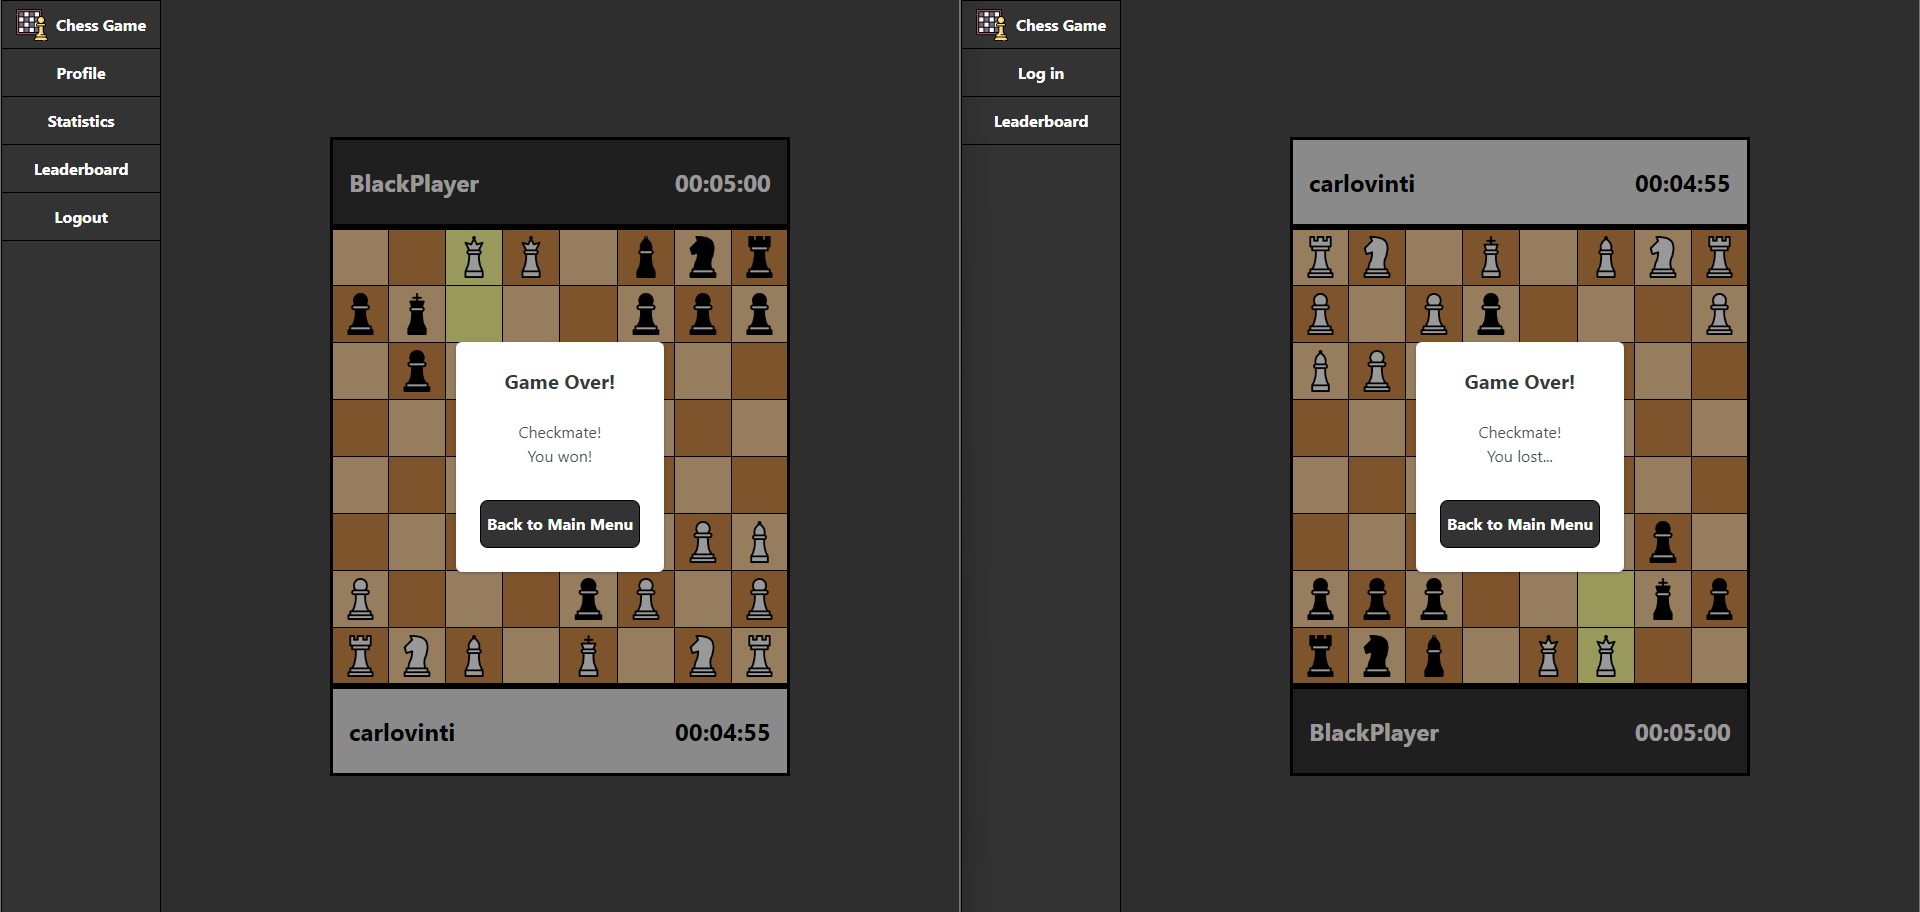 Chess Game
Profile
Statistics
Leaderboard
Logout
BlackPlayer 00:05:00
Game Over!
Checkmate!
You won!
Back to Main Menu
carlovinti 00:04:55
Chess Game
Log in
Leaderboard
carlovinti 00:04:55
Game Over!
Checkmate!
You lost...
Back to Main Menu
BlackPlayer 00:05:00